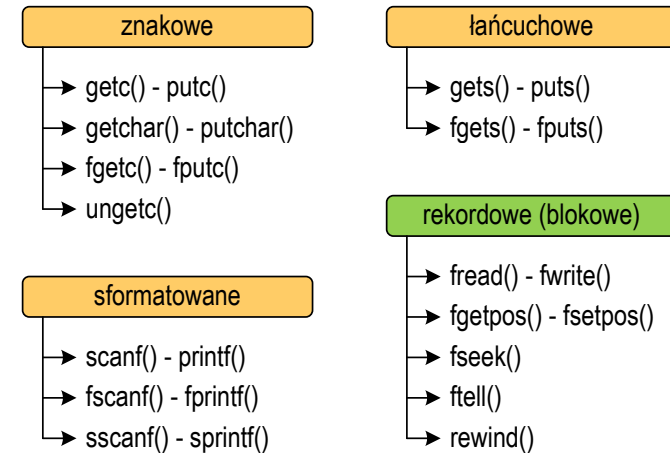 znakowe
getc() - putc()
getchar() - putchar()
fgetc() - fputc()
ungetc()
sformatowane
scanf() - printf()
fscanf() - fprintf()
sscanf() - sprintf()
łańcuchowe
gets() - puts()
fgets() - fputs()
rekordowe (blokowe)
fread() - fwrite()
fgetpos() - fsetpos()
fseek()
ftell()
rewind()